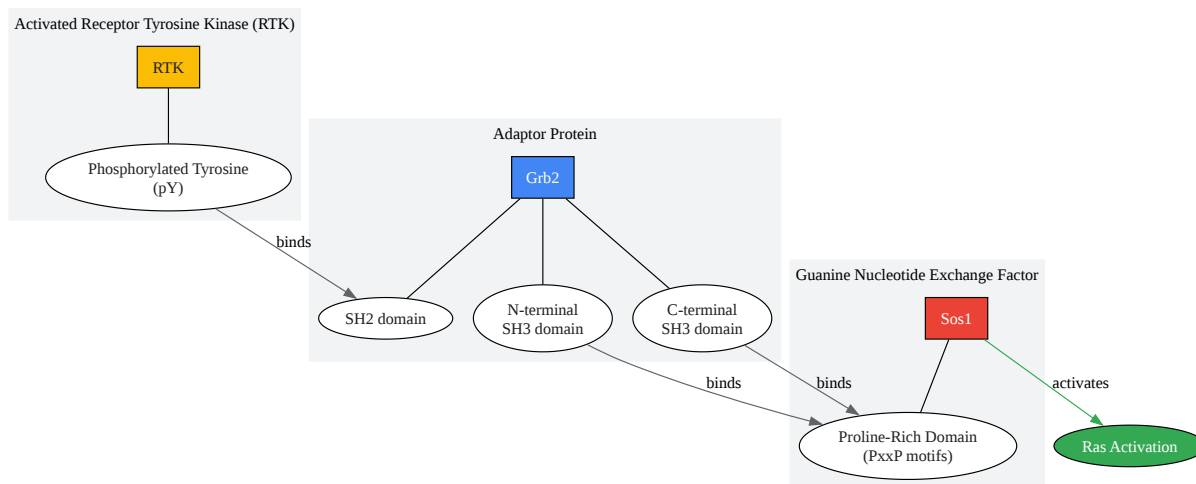 Activated Receptor Tyrosine Kinase (RTK)
RTK
Phosphorylated Tyrosine
(pY)
binds
Adaptor Protein
Grb2
SH2 domain
N-terminal
SH3 domain
C-terminal
SH3 domain
binds
binds
Guanine Nucleotide Exchange Factor
Sos1
activates
Proline-Rich Domain
(PxxP motifs)
Ras Activation